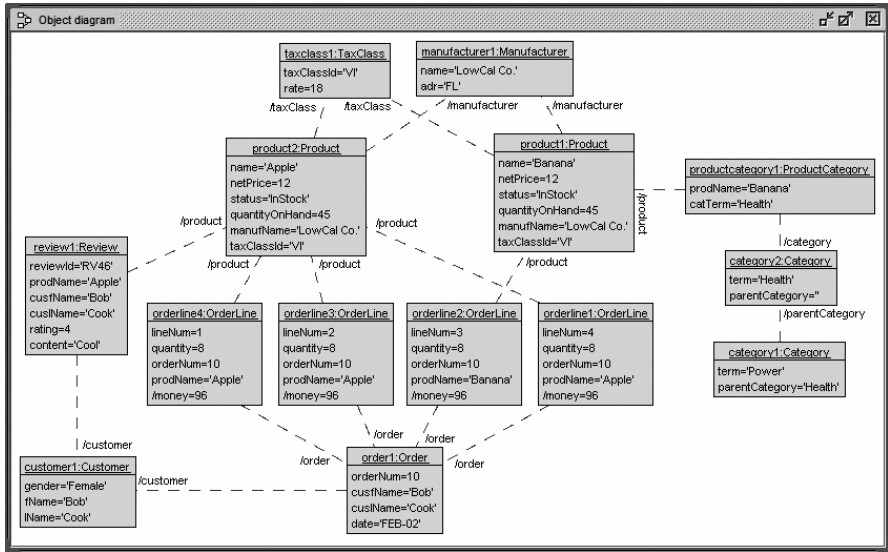 Object diagram
taxclass1:TaxClass
taxClassId='VI'
rate=18
manufacturer1:Manufacturer
name='LowCal Co.'
adr='FL'
/taxClass
/taxClass
/manufacturer
/manufacturer
product2:Product
name='Apple'
netPrice=12
status='InStock'
quantityOnHand=45
manufName='LowCal Co.'
taxClassId='VI'
product1:Product
name='Banana'
netPrice=12
status='InStock'
quantityOnHand=45
manufName='LowCal Co.'
taxClassId='VI'
productcategory1:ProductCategory
prodName='Banana'
catTerm='Health'
/product
/product
/product
/product
/product
/product
/category
review1:Review
reviewId='RV46'
prodName='Apple'
cusfName='Bob'
cuslName='Cook'
rating=4
content='Cool'
category2:Category
term='Health'
parentCategory=''
/parentCategory
orderline4:OrderLine
lineNum=1
quantity=8
orderNum=10
prodName='Apple'
/money=96
orderline3:OrderLine
lineNum=2
quantity=8
orderNum=10
prodName='Apple'
/money=96
orderline2:OrderLine
lineNum=3
quantity=8
orderNum=10
prodName='Banana'
/money=96
orderline1:OrderLine
lineNum=4
quantity=8
orderNum=10
prodName='Apple'
/money=96
category1:Category
term='Power'
parentCategory='Health'
/customer
/order
/order
/order
/order
customer1:Customer
gender='Female'
fName='Bob'
lName='Cook'
/customer
order1:Order
orderNum=10
cusfName='Bob'
cuslName='Cook'
date='FEB-02'